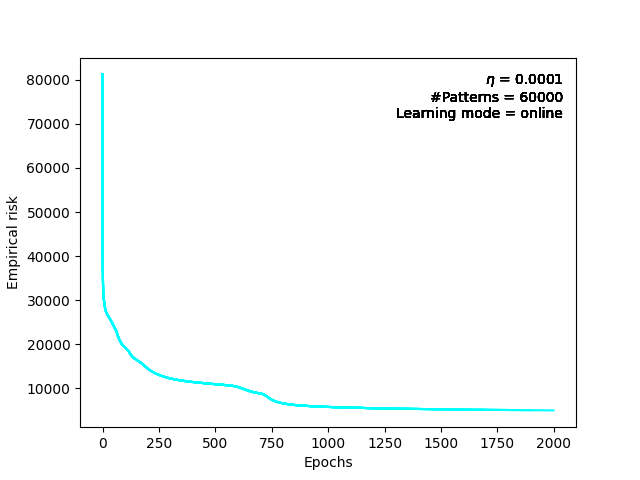 η = 0.0001
#Patterns = 60000
Learning mode = online
80000
70000
60000
50000
40000
30000
20000
10000
Empirical risk
0 250 500 750 1000 1250 1500 1750 2000
Epochs